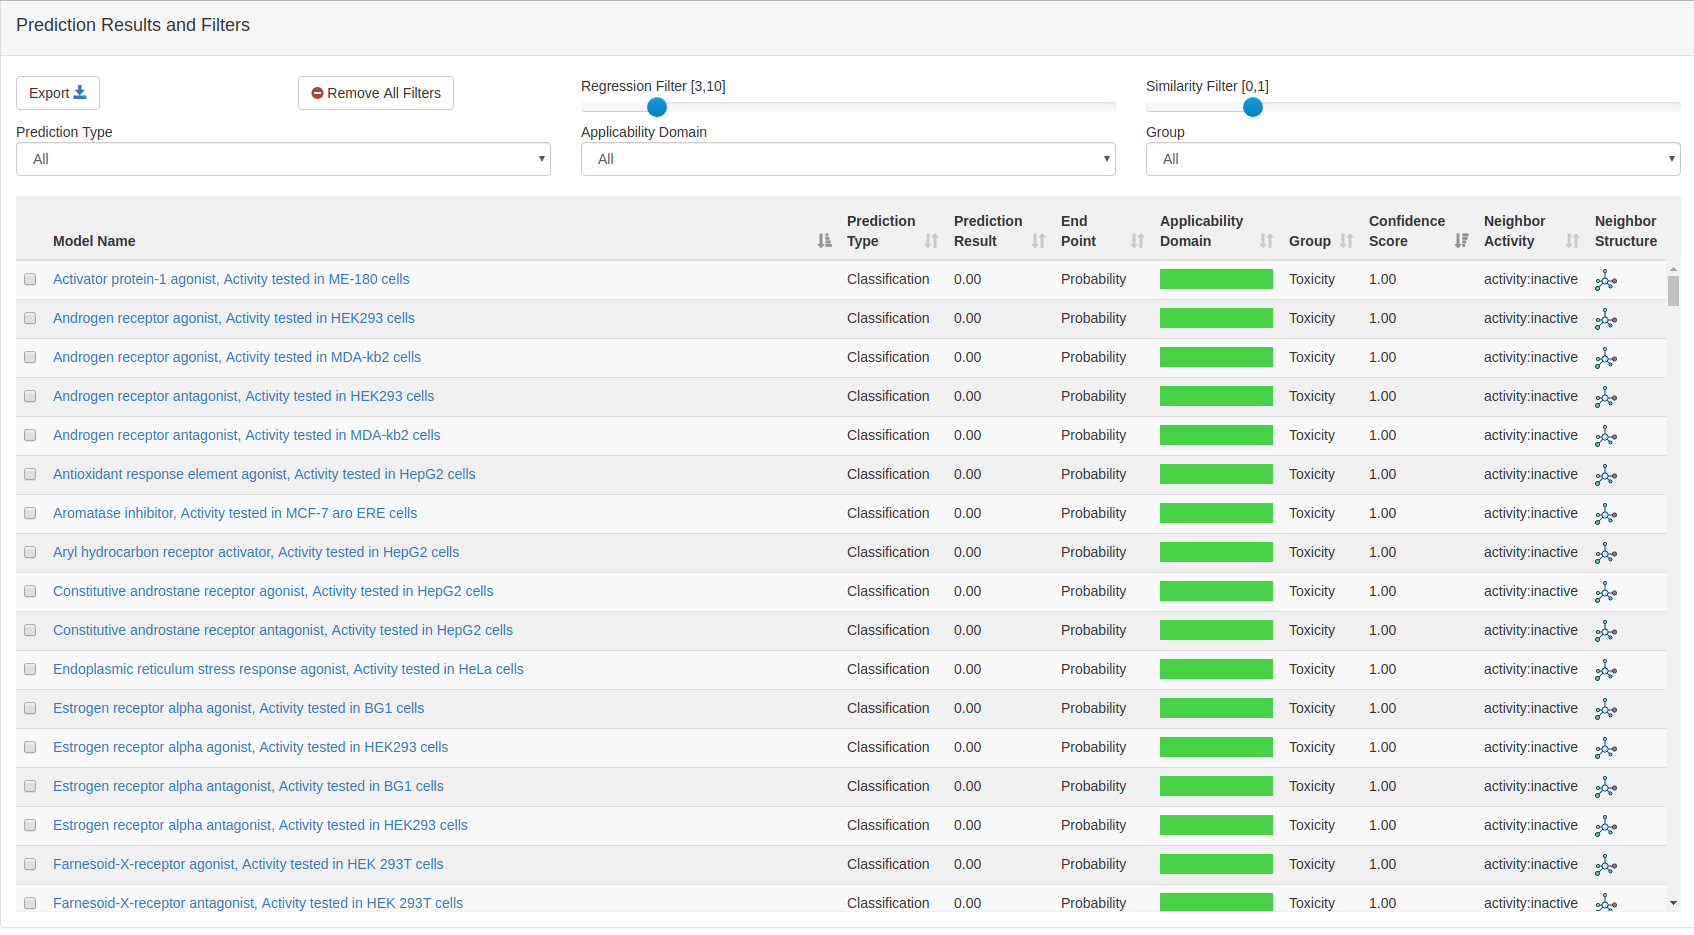 Prediction Results and Filters
Export
Remove All Filters
Regression Filter [3,10]
Similarity Filter [0,1]
Prediction Type
Applicability Domain
Group
All
All
All
Model Name
Prediction Type
Prediction Result
End Point
Applicability Domain
Group
Confidence Score
Neighbor Activity
Neighbor Structure
Activator protein-1 agonist, Activity tested in ME-180 cells Classification 0.00 Probability Toxicity 1.00 activity:inactive
Androgen receptor agonist, Activity tested in HEK293 cells Classification 0.00 Probability Toxicity 1.00 activity:inactive
Androgen receptor agonist, Activity tested in MDA-kb2 cells Classification 0.00 Probability Toxicity 1.00 activity:inactive
Androgen receptor antagonist, Activity tested in HEK293 cells Classification 0.00 Probability Toxicity 1.00 activity:inactive
Androgen receptor antagonist, Activity tested in MDA-kb2 cells Classification 0.00 Probability Toxicity 1.00 activity:inactive
Antioxidant response element agonist, Activity tested in HepG2 cells Classification 0.00 Probability Toxicity 1.00 activity:inactive
Aromatase inhibitor, Activity tested in MCF-7 aro ERE cells Classification 0.00 Probability Toxicity 1.00 activity:inactive
Aryl hydrocarbon receptor activator, Activity tested in HepG2 cells Classification 0.00 Probability Toxicity 1.00 activity:inactive
Constitutive androstane receptor agonist, Activity tested in HepG2 cells Classification 0.00 Probability Toxicity 1.00 activity:inactive
Constitutive androstane receptor antagonist, Activity tested in HepG2 cells Classification 0.00 Probability Toxicity 1.00 activity:inactive
Endoplasmic reticulum stress response agonist, Activity tested in HeLa cells Classification 0.00 Probability Toxicity 1.00 activity:inactive
Estrogen receptor alpha agonist, Activity tested in BG1 cells Classification 0.00 Probability Toxicity 1.00 activity:inactive
Estrogen receptor alpha agonist, Activity tested in HEK293 cells Classification 0.00 Probability Toxicity 1.00 activity:inactive
Estrogen receptor alpha antagonist, Activity tested in BG1 cells Classification 0.00 Probability Toxicity 1.00 activity:inactive
Estrogen receptor alpha antagonist, Activity tested in HEK293 cells Classification 0.00 Probability Toxicity 1.00 activity:inactive
Farnesoid-X-receptor agonist, Activity tested in HEK 293T cells Classification 0.00 Probability Toxicity 1.00 activity:inactive
Farnesoid-X-receptor antagonist, Activity tested in HEK 293T cells Classification 0.00 Probability Toxicity 1.00 activity:inactive